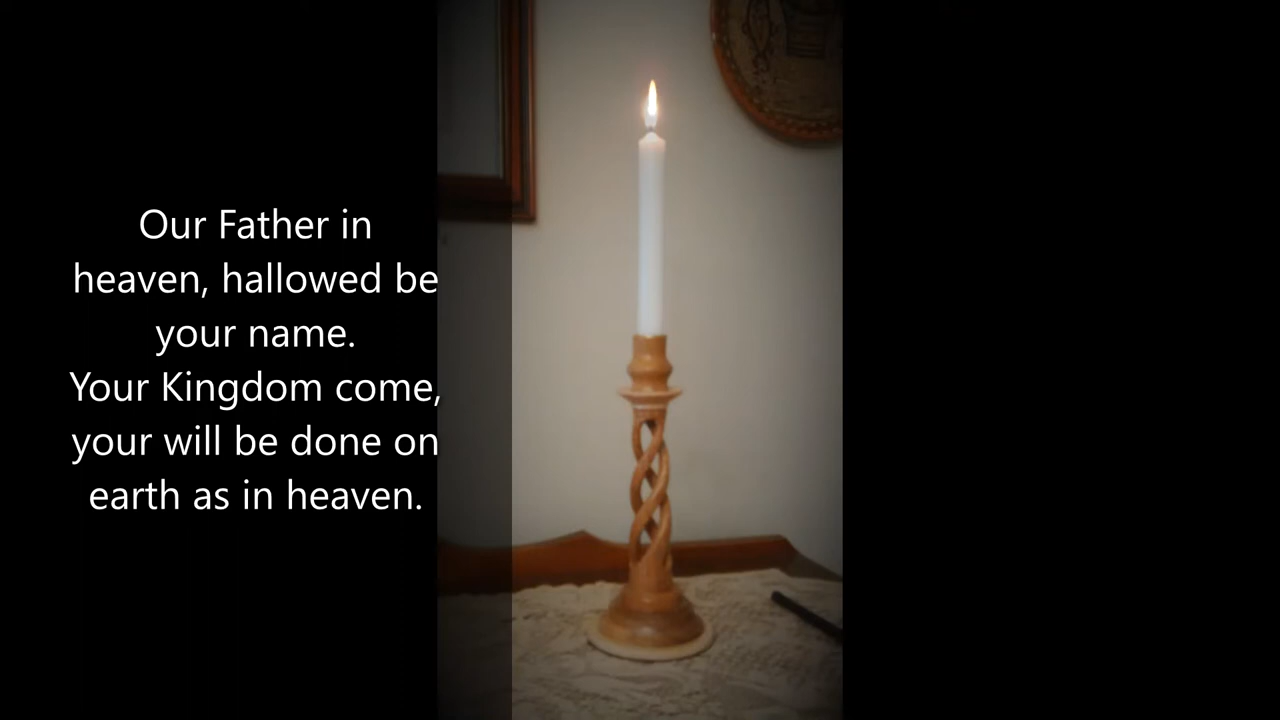 Our Father in
heaven, hallowed be
your name.
Your Kingdom come,
your will be done on
earth as in heaven.